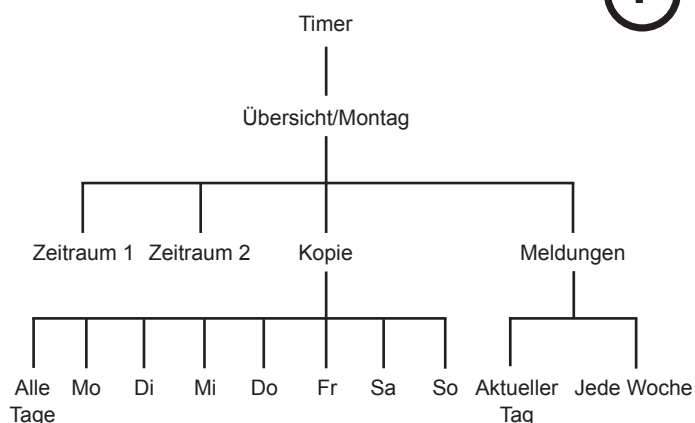 Timer
Übersicht/Montag
Zeitraum 1 Zeitraum 2 Kopie Meldungen
Alle Tage Mo Di Mi Do Fr Sa So Aktueller Tag Jede Woche